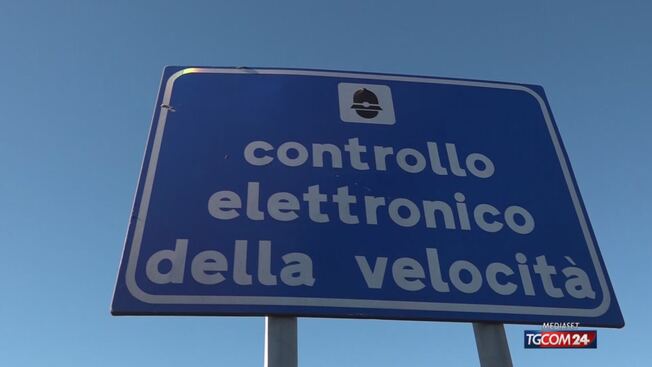 controllo
elettronico
della velocità
MEDIASET
TGCOM24